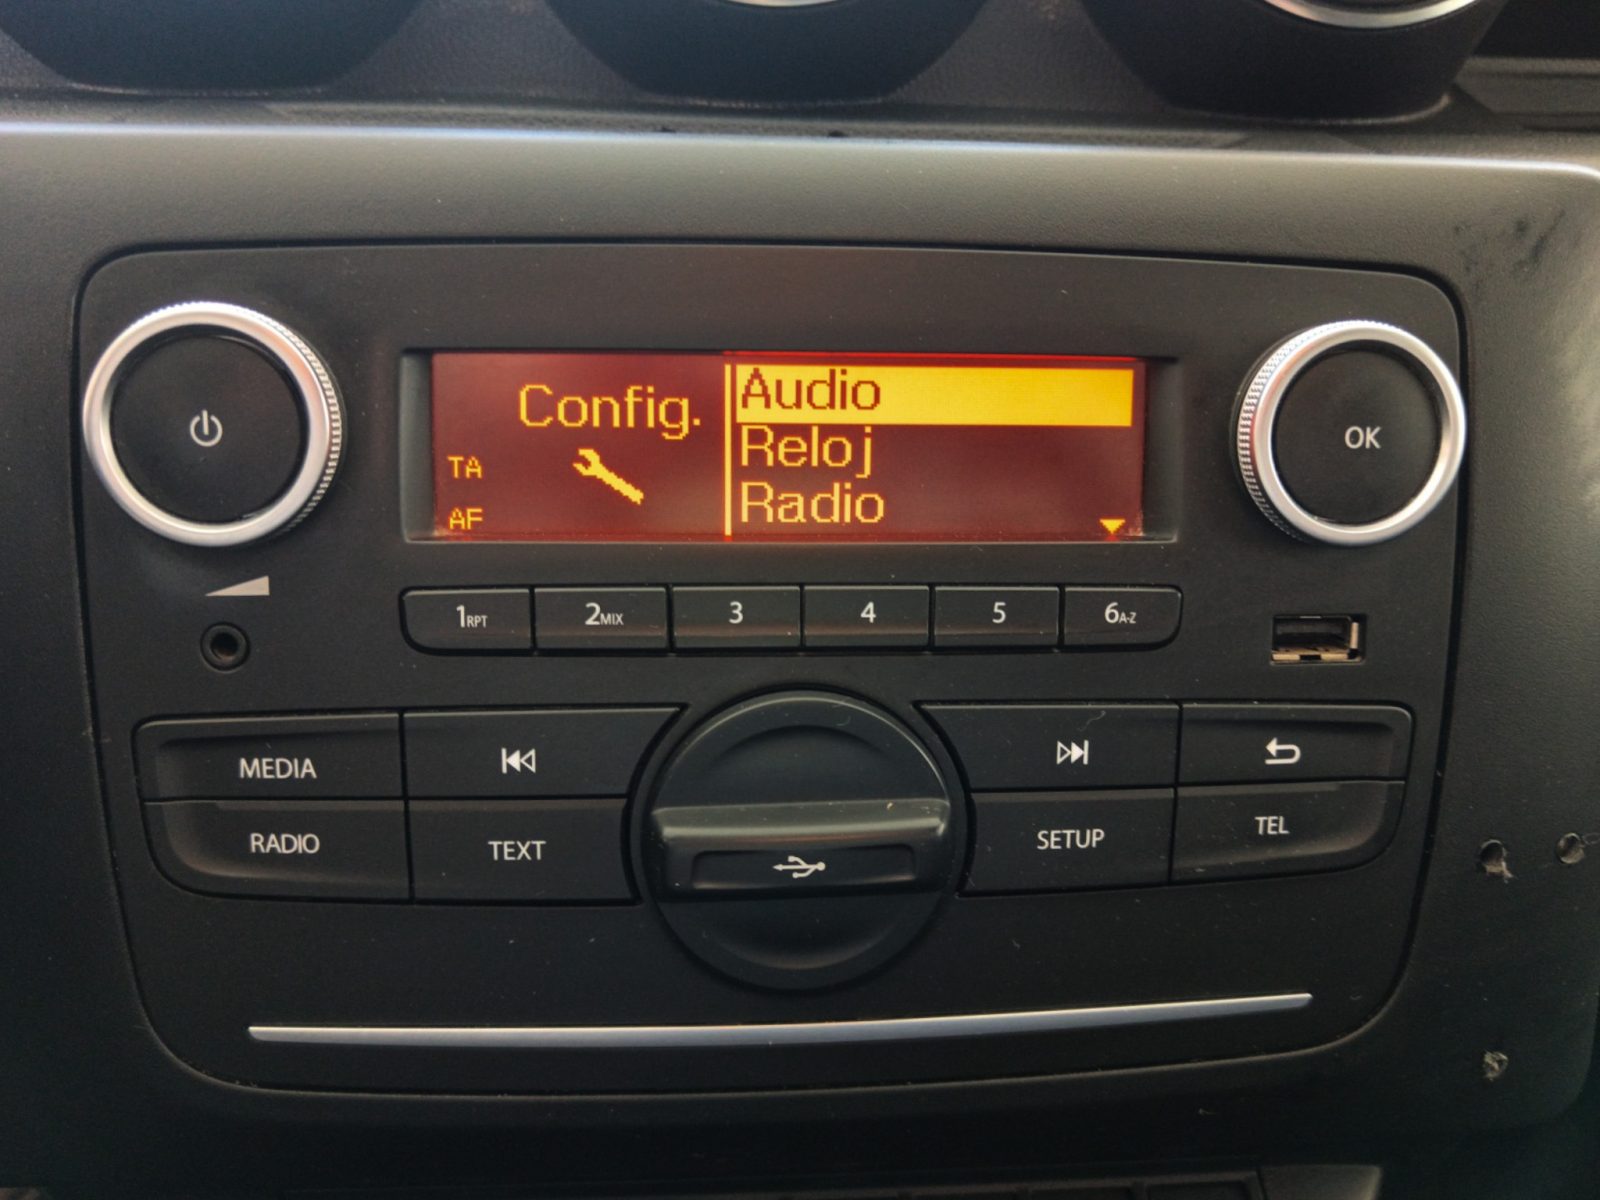 Config.
Audio
Reloj
Radio
TA
AF
OK
1RPT
2MIX
3
4
5
6A-Z
MEDIA
RADIO
TEXT
SETUP
TEL